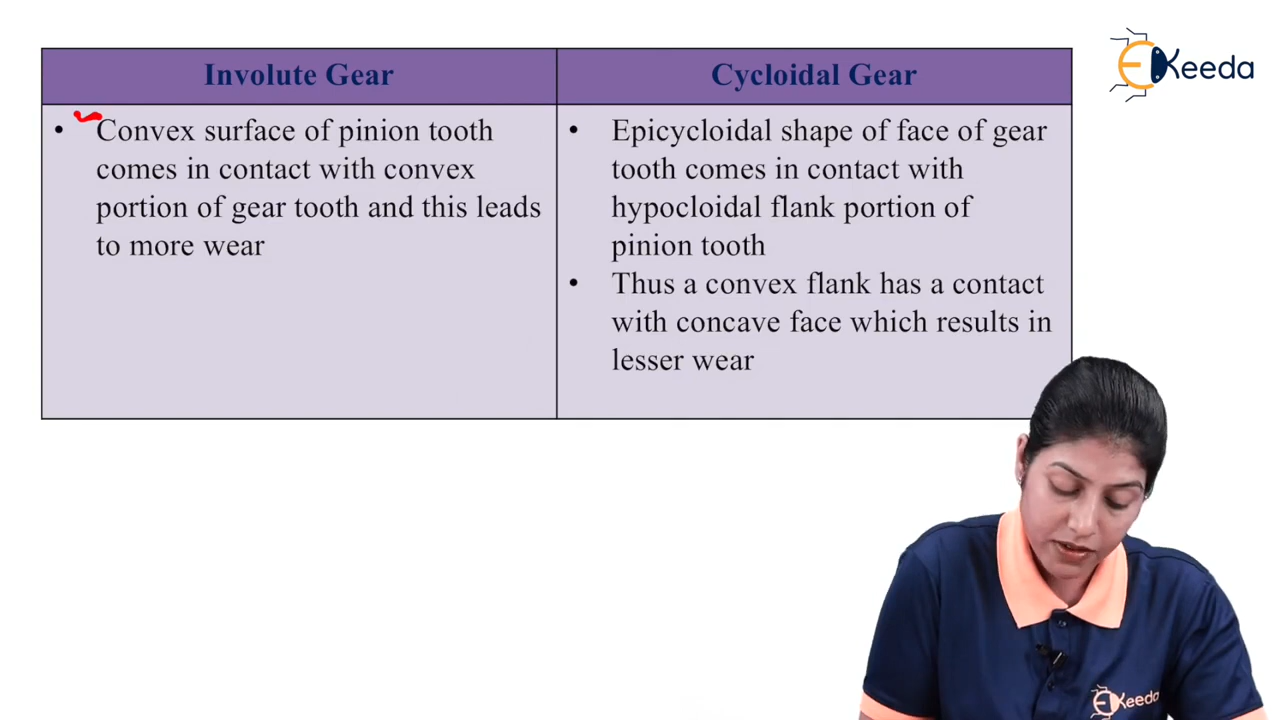 EKeeda
Involute Gear
Cycloidal Gear
• Convex surface of pinion tooth
comes in contact with convex
portion of gear tooth and this leads
to more wear
• Epicycloidal shape of face of gear
tooth comes in contact with
hypocloidal flank portion of
pinion tooth
• Thus a convex flank has a contact
with concave face which results in
lesser wear
EKeeda